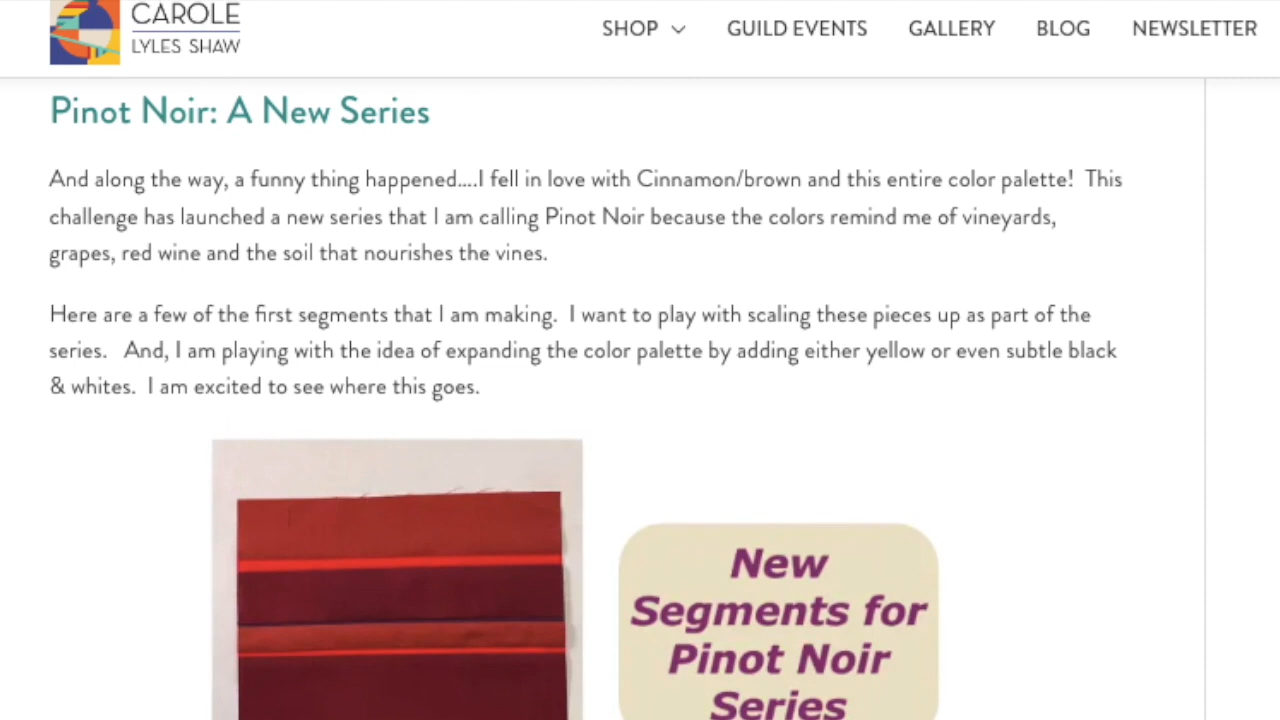 CAROLE
LYLES SHAW
SHOP
GUILD EVENTS
GALLERY
BLOG
NEWSLETTER
Pinot Noir: A New Series
And along the way, a funny thing happened....I fell in love with Cinnamon/brown and this entire color palette!  This
challenge has launched a new series that I am calling Pinot Noir because the colors remind me of vineyards,
grapes, red wine and the soil that nourishes the vines.
Here are a few of the first segments that I am making.  I want to play with scaling these pieces up as part of the
series.   And, I am playing with the idea of expanding the color palette by adding either yellow or even subtle black
& whites.  I am excited to see where this goes.
New
Segments for
Pinot Noir
Series